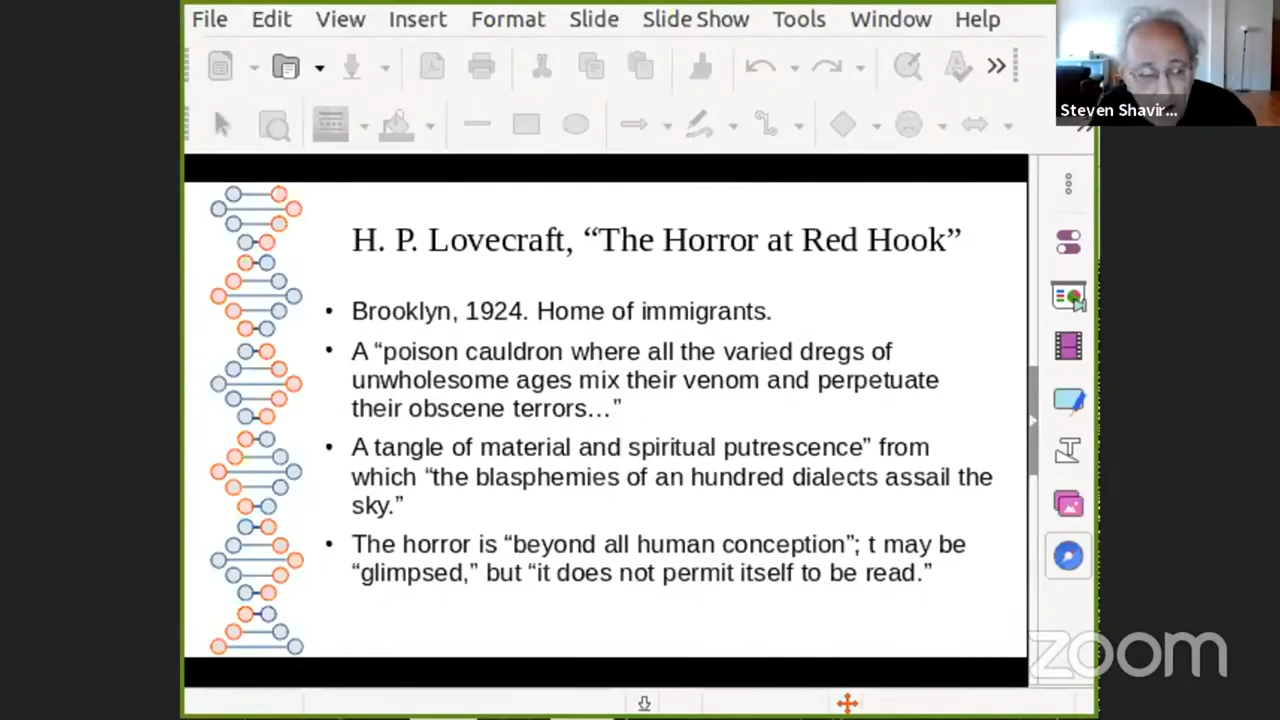 File Edit View Insert Format Slide Slide Show Tools Window Help
Steven Shavir...
H. P. Lovecraft, “The Horror at Red Hook”
• Brooklyn, 1924. Home of immigrants.
• A “poison cauldron where all the varied dregs of
unwholesome ages mix their venom and perpetuate
their obscene terrors…”
• A tangle of material and spiritual putrescence” from
which “the blasphemies of an hundred dialects assail the
sky.”
• The horror is “beyond all human conception”; t may be
“glimpsed,” but “it does not permit itself to be read.”
zoom